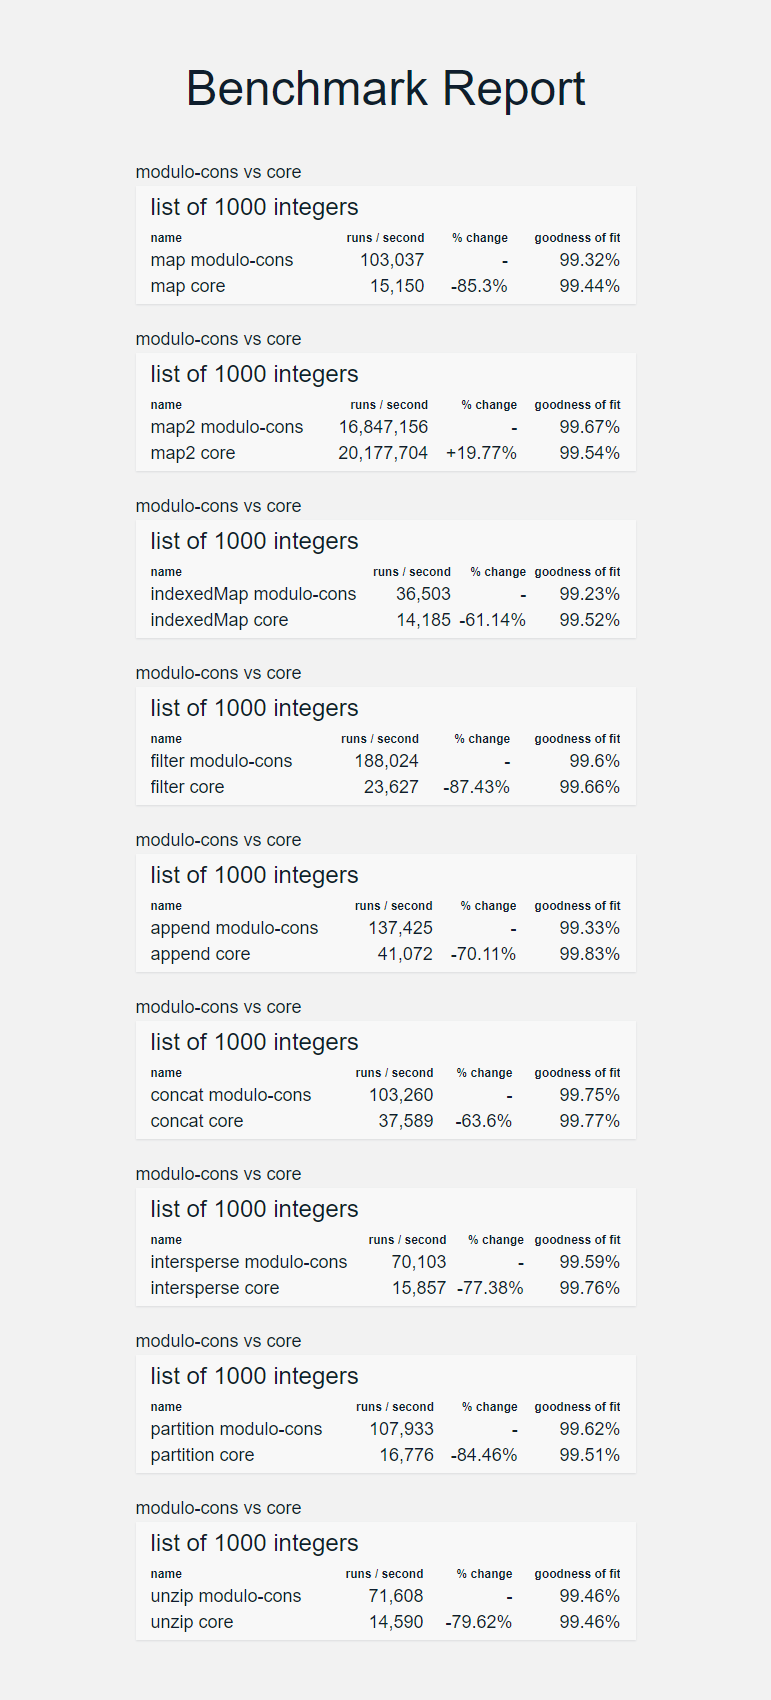 Benchmark Report
modulo-cons vs core
list of 1000 integers
name runs / second % change goodness of fit
map modulo-cons 103,037 - 99.32%
map core 15,150 -85.3% 99.44%
modulo-cons vs core
list of 1000 integers
name runs / second % change goodness of fit
map2 modulo-cons 16,847,156 - 99.67%
map2 core 20,177,704 +19.77% 99.54%
modulo-cons vs core
list of 1000 integers
name runs / second % change goodness of fit
indexedMap modulo-cons 36,503 - 99.23%
indexedMap core 14,185 -61.14% 99.52%
modulo-cons vs core
list of 1000 integers
name runs / second % change goodness of fit
filter modulo-cons 188,024 - 99.6%
filter core 23,627 -87.43% 99.66%
modulo-cons vs core
list of 1000 integers
name runs / second % change goodness of fit
append modulo-cons 137,425 - 99.33%
append core 41,072 -70.11% 99.83%
modulo-cons vs core
list of 1000 integers
name runs / second % change goodness of fit
concat modulo-cons 103,260 - 99.75%
concat core 37,589 -63.6% 99.77%
modulo-cons vs core
list of 1000 integers
name runs / second % change goodness of fit
intersperse modulo-cons 70,103 - 99.59%
intersperse core 15,857 -77.38% 99.76%
modulo-cons vs core
list of 1000 integers
name runs / second % change goodness of fit
partition modulo-cons 107,933 - 99.62%
partition core 16,776 -84.46% 99.51%
modulo-cons vs core
list of 1000 integers
name runs / second % change goodness of fit
unzip modulo-cons 71,608 - 99.46%
unzip core 14,590 -79.62% 99.46%